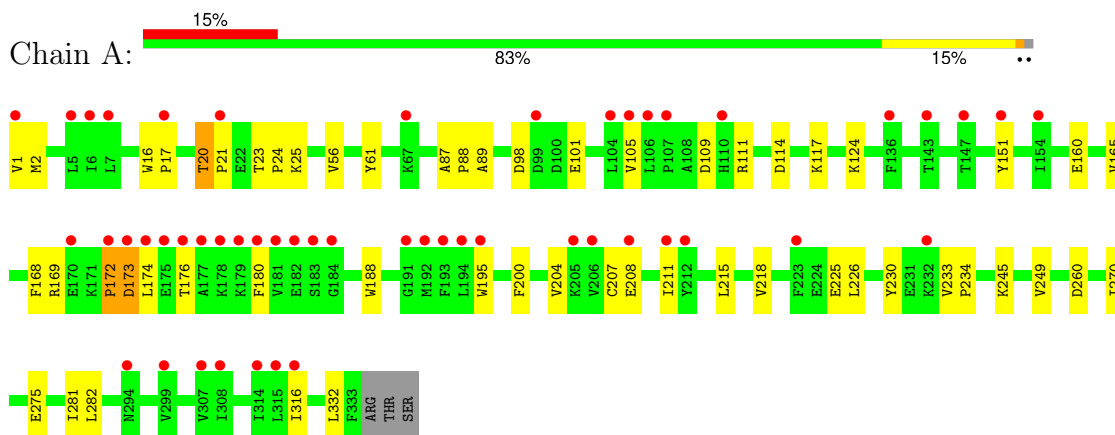 15%
Chain A:
83% 15% ••
V1 M2 L5 I6 L7 W16 P17 T20 P21 E22 T23 P24 K25 V56 Y61 K67 A87 P88 A89 D98 D99 D100 E101 L104 V105 L106 P107 A108 D109 H110 R111 D114 K117 K124 F136 T143 T147 Y151 I154 E160 V165
F168 R169 E170 K171 P172 D173 L174 E175 T176 A177 K178 K179 F180 V181 E182 S183 G184 W188 G191 M192 F193 L194 W195 F200 V204 K205 V206 C207 E208 I211 Y212 L215 V218 F223 E224 E225 L226 Y230 E231 K232 V233 P234 K245 V249 D260 I270
E275 I281 L282 N294 V299 V307 I308 I314 L315 I316 L332 F333 ARG THR SER